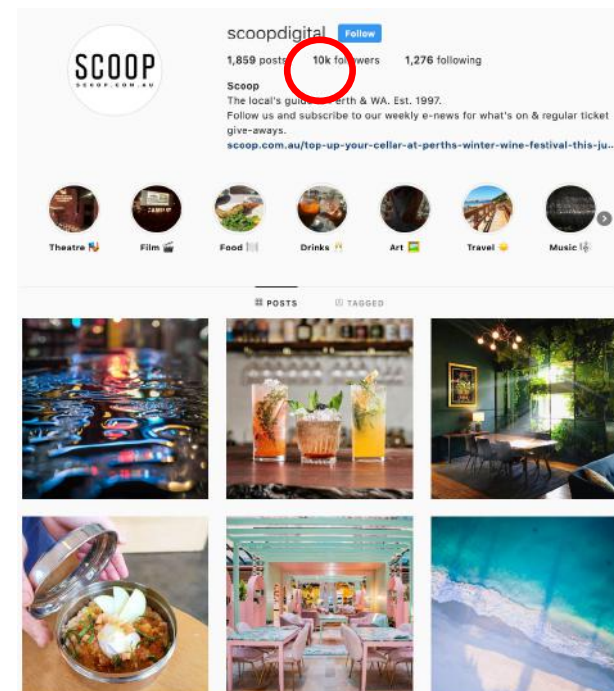 scoopdigital Follow
SCOOP
SCOOP.COM.AU
1,859 posts 10k followers 1,276 following
Scoop
The local's guide Perth & WA. Est. 1997.
Follow us and subscribe to our weekly e-news for what's on & regular ticket
give-aways.
scoop.com.au/top-up-your-cellar-at-perths-winter-wine-festival-this-ju...
Theatre Film Food Drinks Art Travel Music
POSTS TAGGED